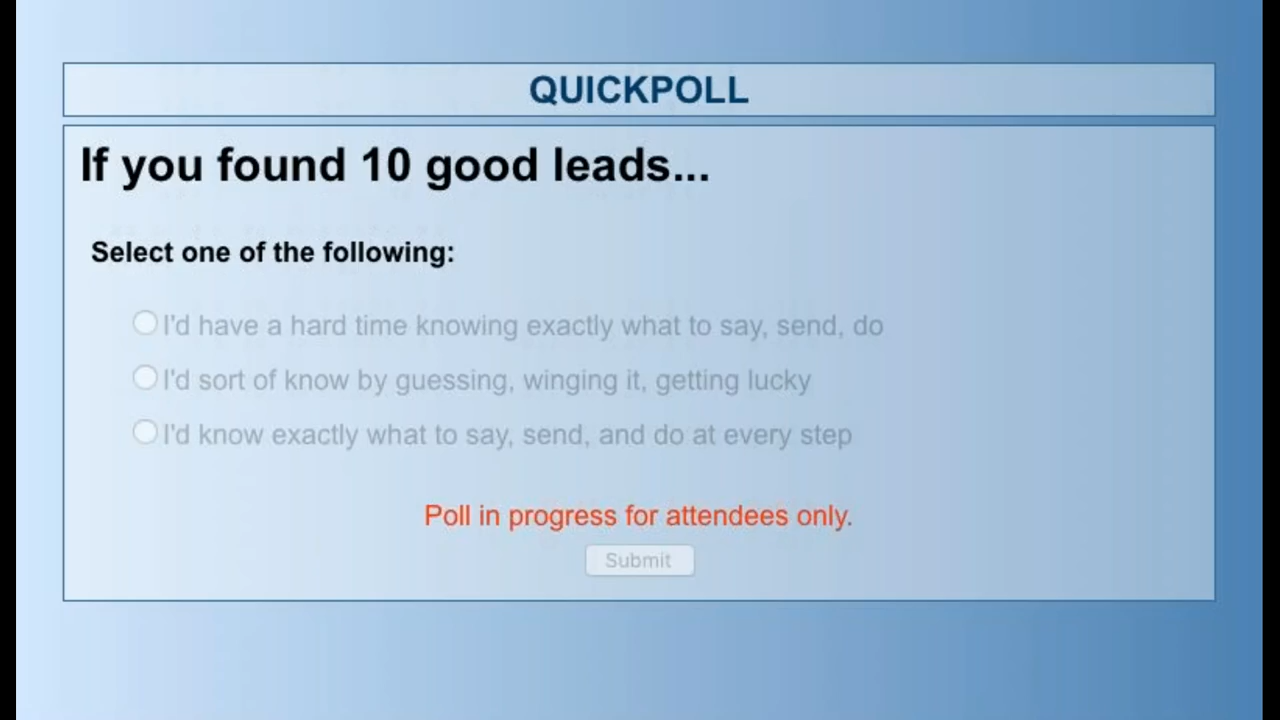 QUICKPOLL
If you found 10 good leads...
Select one of the following:
I'd have a hard time knowing exactly what to say, send, do
I'd sort of know by guessing, winging it, getting lucky
I'd know exactly what to say, send, and do at every step
Poll in progress for attendees only.
Submit